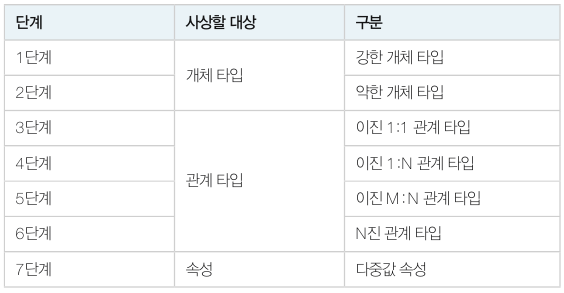 단계 사상할 대상 구분
1단계 개체 타입 강한 개체 타입
2단계 약한 개체 타입
3단계 관계 타입 이진 1:1 관계 타입
4단계 이진 1:N 관계 타입
5단계 이진 M:N 관계 타입
6단계 N진 관계 타입
7단계 속성 다중값 속성